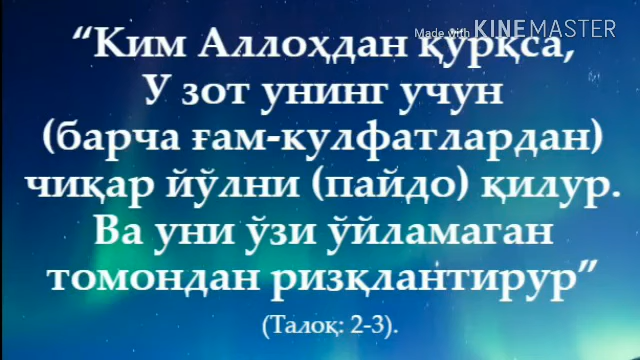 Made with KINEMASTER
“Ким Аллоҳдан қўрқса,
У зот унинг учун
(барча ғам-кулфатлардан)
чиқар йўлни (пайдо) қилур.
Ва уни ўзи ўйламаган
томондан ризқлантирур”
(Талоқ: 2-3).